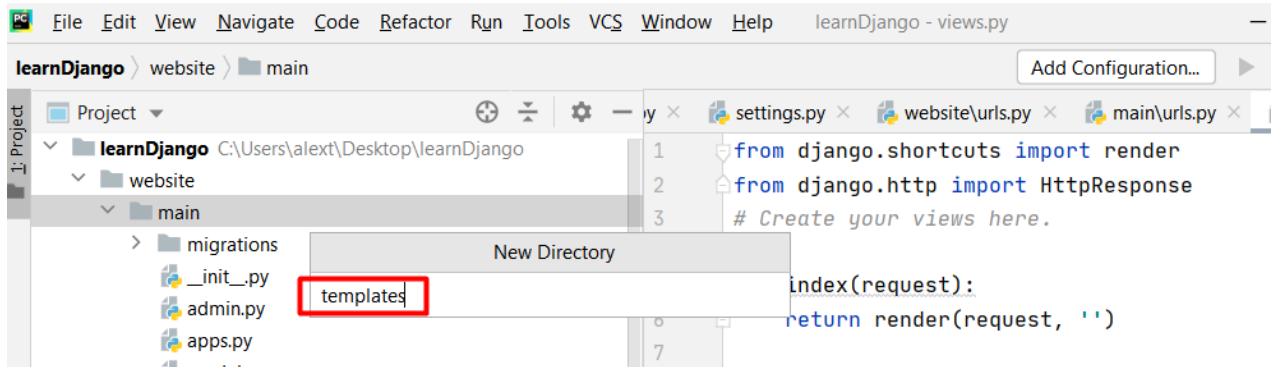 PC File Edit View Navigate Code Refactor Run Tools VCS Window Help learnDjango - views.py
learnDjango website main Add Configuration...
1: Project
Project
y settings.py website\urls.py main\urls.py
learnDjango C:\Users\alext\Desktop\learnDjango
website
main
migrations
__init__.py
admin.py
apps.py
New Directory
templates
1 from django.shortcuts import render
2 from django.http import HttpResponse
3 # Create your views here.
index(request):
6 return render(request, '')
7